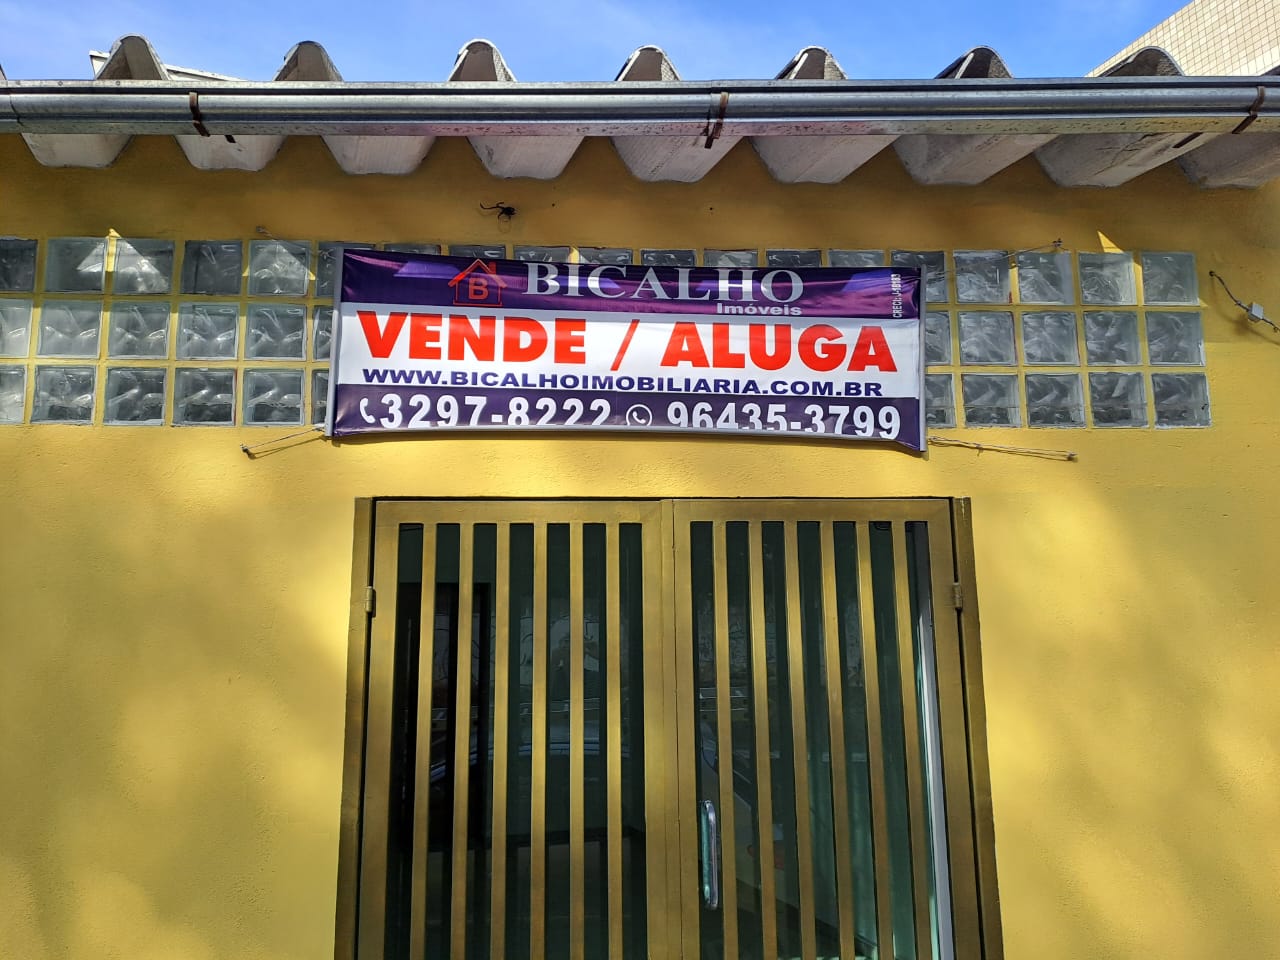 B BICALHO
Imóveis
VENDE / ALUGA
WWW.BICALHOIMOBILIARIA.COM.BR
3297-8222 96435-3799